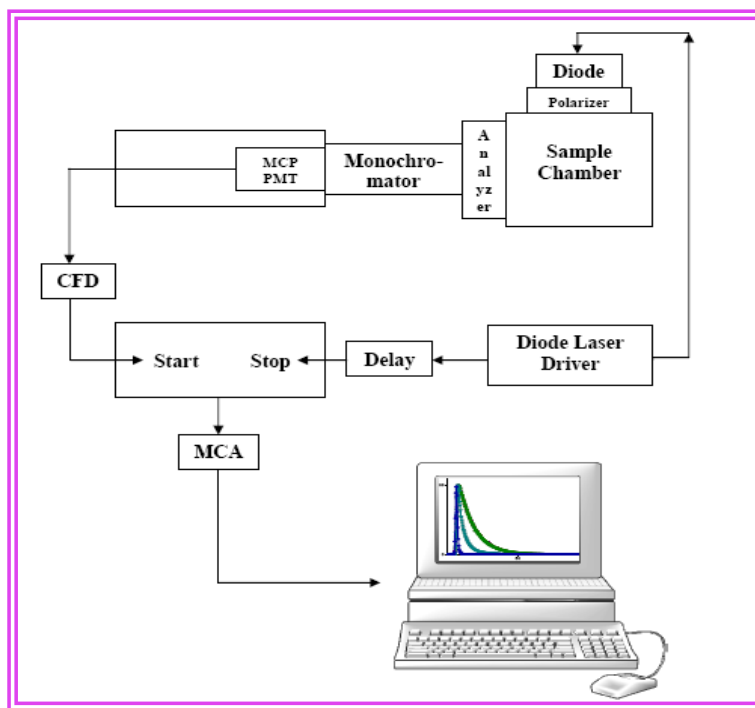 Diode
Polarizer
A
n
al
yz
er
Sample
Chamber
Monochro-
mator
MCP
PMT
CFD
Start
Stop
Delay
Diode Laser
Driver
MCA